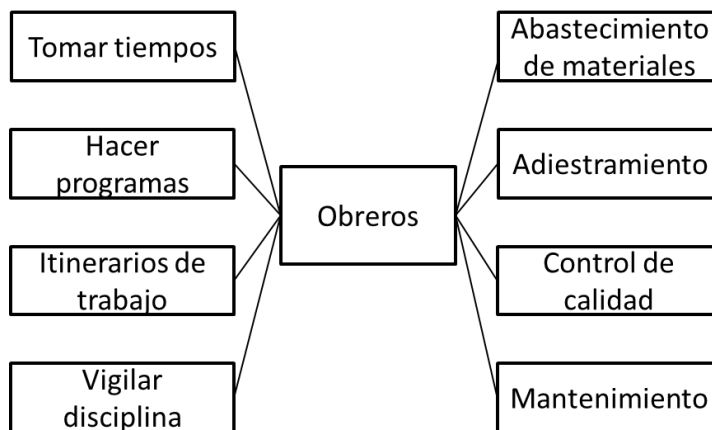 Tomar tiempos
Hacer
programas
Itinerarios de
trabajo
Vigilar
disciplina
Obreros
Abastecimiento
de materiales
Adiestramiento
Control de
calidad
Mantenimiento